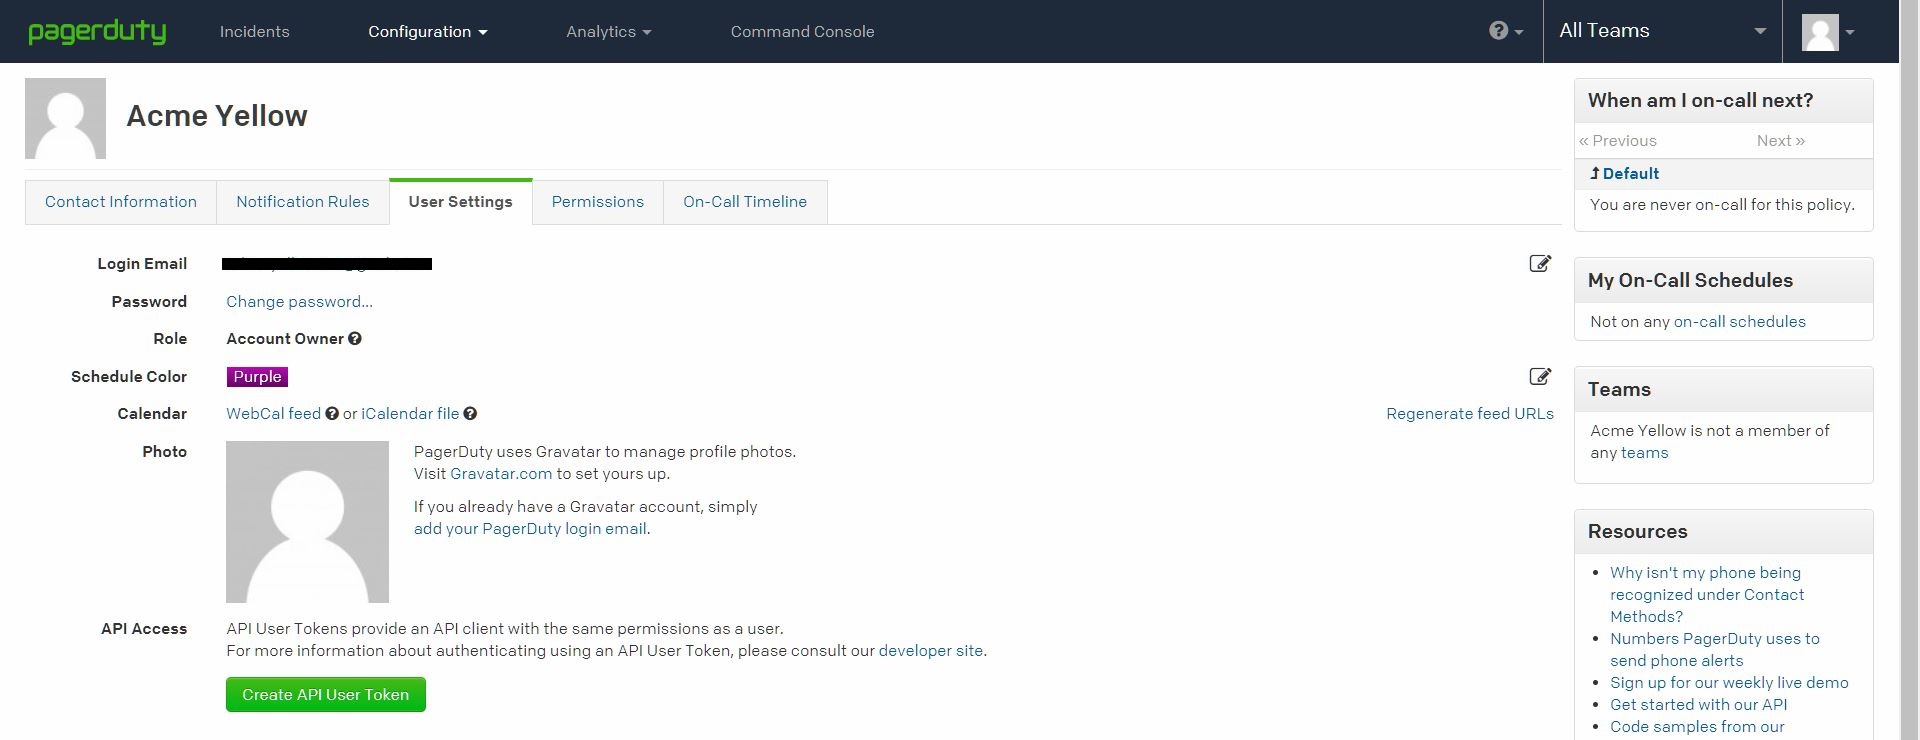 pagerduty Incidents Configuration Analytics Command Console ? All Teams
Acme Yellow
Contact Information Notification Rules User Settings Permissions On-Call Timeline
Login Email
Password Change password...
Role Account Owner ?
Schedule Color Purple
Calendar WebCal feed ? or iCalendar file ? Regenerate feed URLs
Photo PagerDuty uses Gravatar to manage profile photos.
Visit Gravatar.com to set yours up.
If you already have a Gravatar account, simply
add your PagerDuty login email.
API Access API User Tokens provide an API client with the same permissions as a user.
For more information about authenticating using an API User Token, please consult our developer site.
Create API User Token
When am I on-call next?
« Previous Next »
Default
You are never on-call for this policy.
My On-Call Schedules
Not on any on-call schedules
Teams
Acme Yellow is not a member of
any teams
Resources
• Why isn't my phone being
recognized under Contact
Methods?
• Numbers PagerDuty uses to
send phone alerts
• Sign up for our weekly live demo
• Get started with our API
• Code samples from our